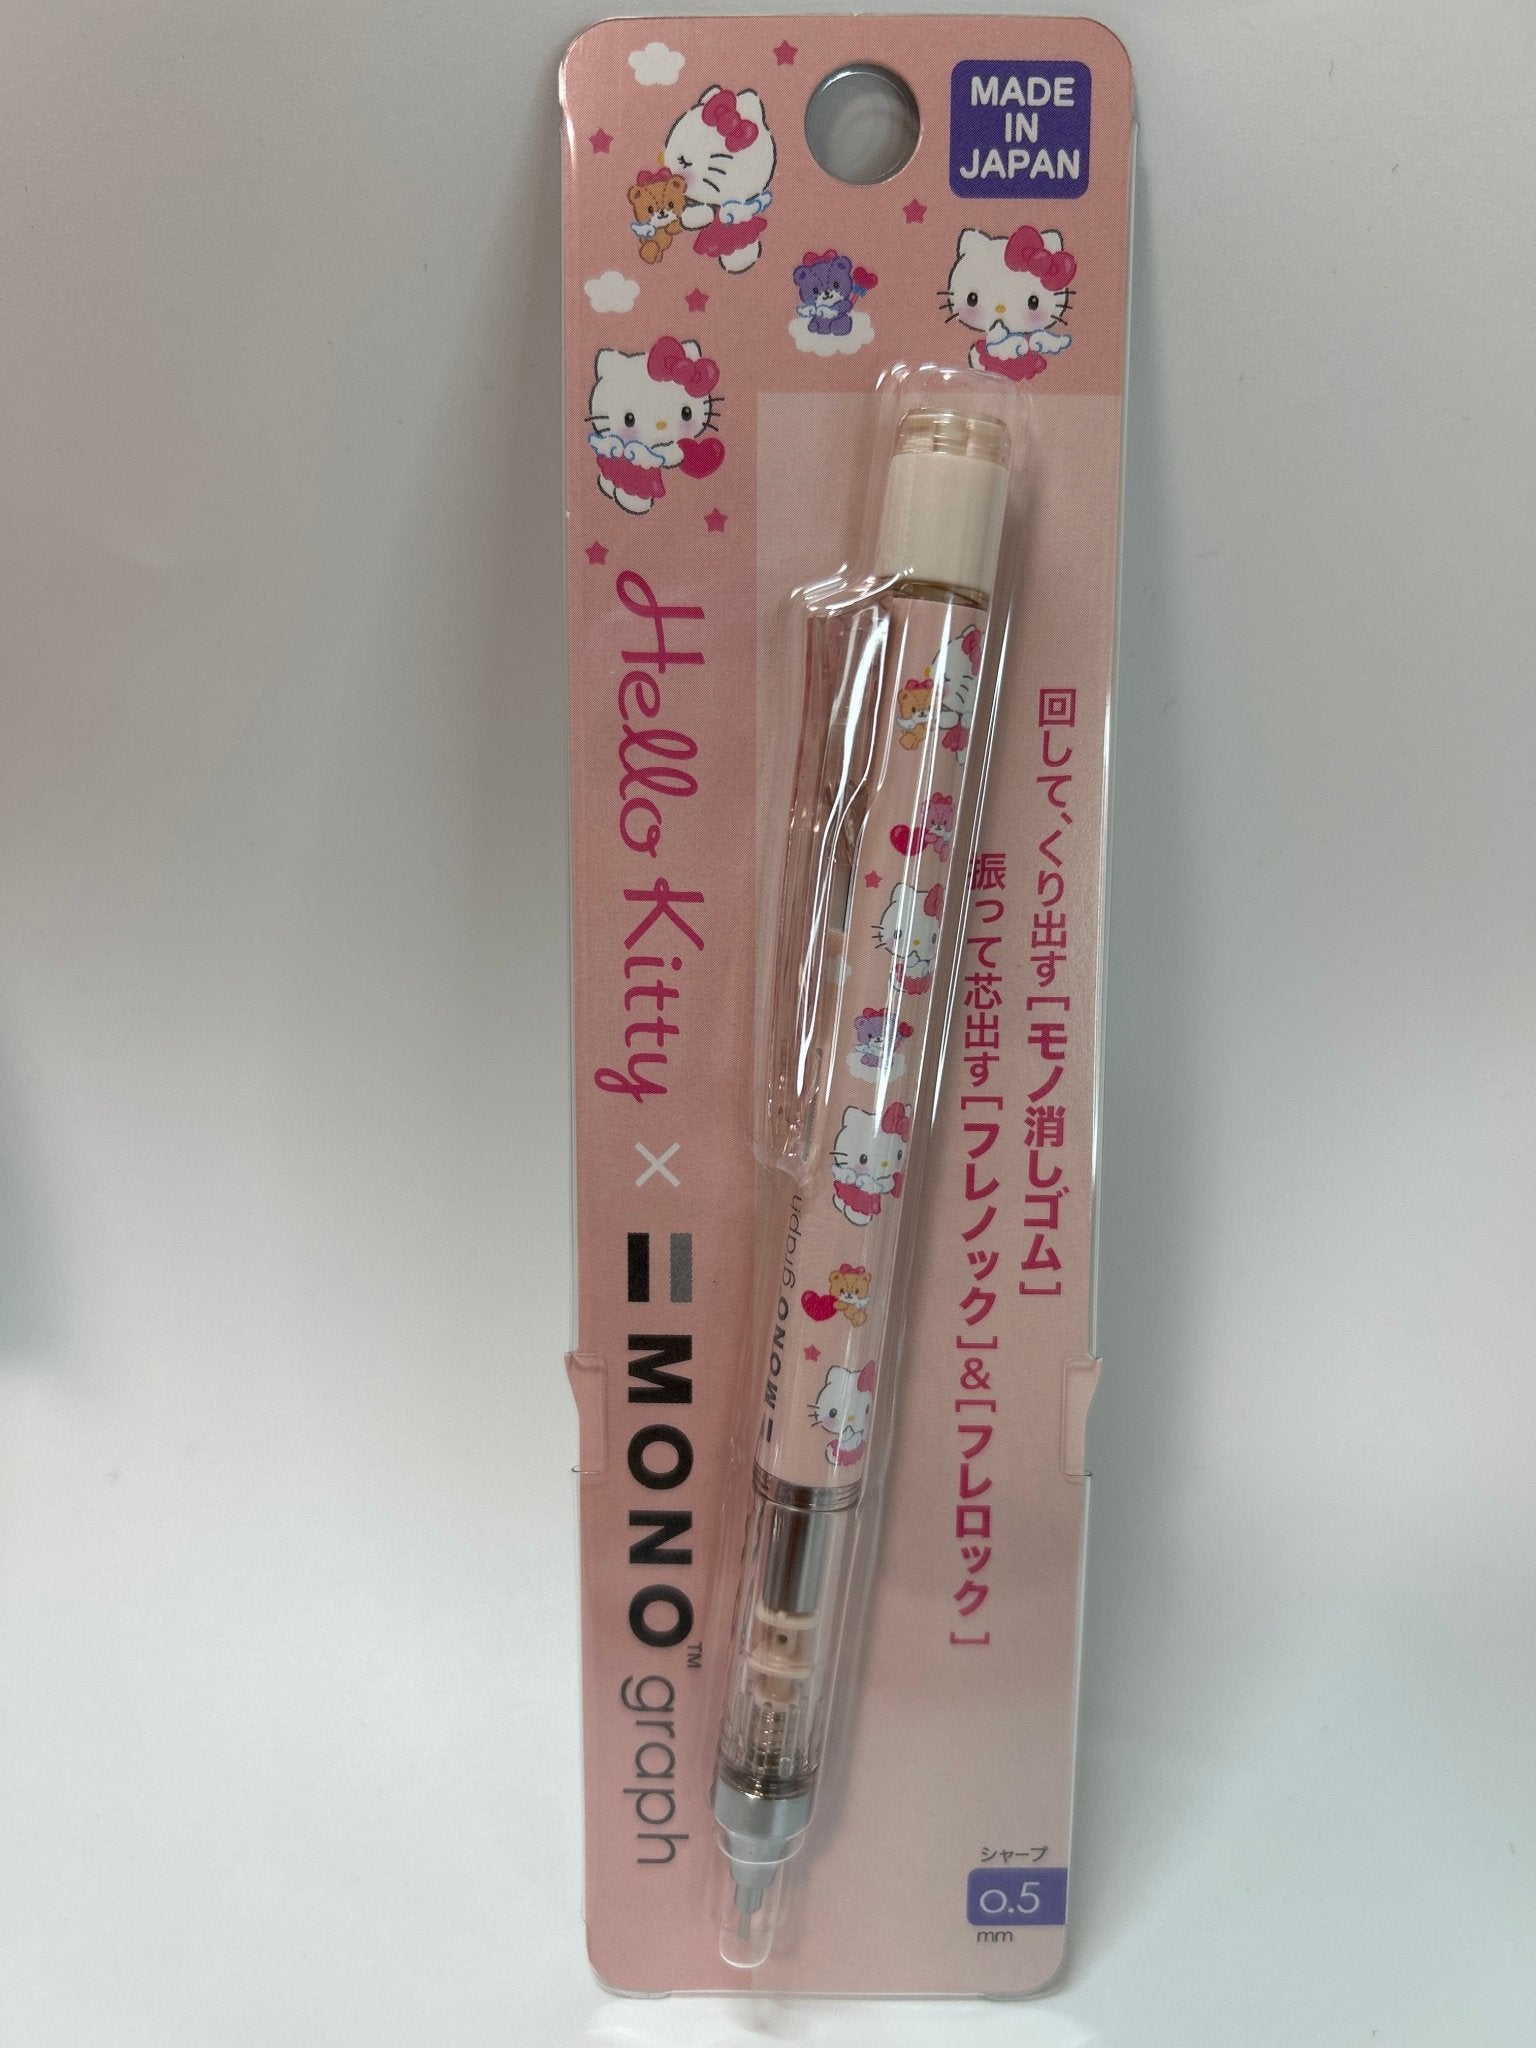 MADE
IN
JAPAN
Hello Kitty × MONO™ graph
回して、くり出す[モノ消しゴム]
振って芯出す[フレノック]&[フレロック]
MONO graph
シャープ
0.5
mm